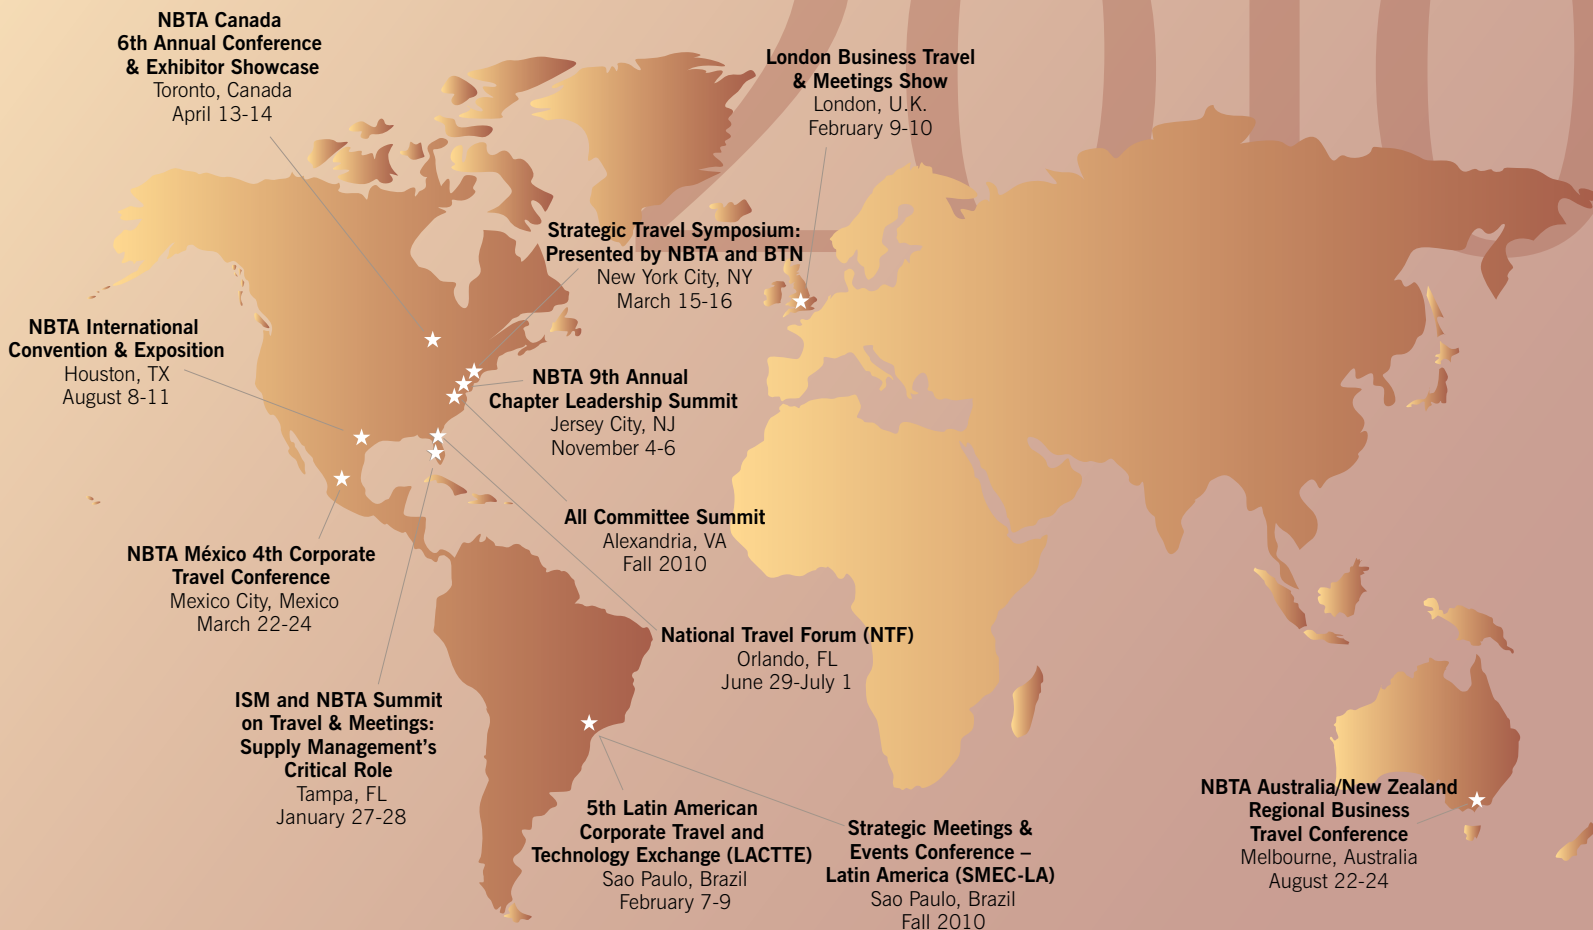 NBTA Canada
6th Annual Conference
& Exhibitor Showcase
Toronto, Canada
April 13-14
London Business Travel
& Meetings Show
London, U.K.
February 9-10
Strategic Travel Symposium:
Presented by NBTA and BTN
New York City, NY
March 15-16
NBTA International
Convention & Exposition
Houston, TX
August 8-11
NBTA 9th Annual
Chapter Leadership Summit
Jersey City, NJ
November 4-6
All Committee Summit
Alexandria, VA
Fall 2010
NBTA México 4th Corporate
Travel Conference
Mexico City, Mexico
March 22-24
National Travel Forum (NTF)
Orlando, FL
June 29-July 1
ISM and NBTA Summit
on Travel & Meetings:
Supply Management’s
Critical Role
Tampa, FL
January 27-28
5th Latin American
Corporate Travel and
Technology Exchange (LACTTE)
Sao Paulo, Brazil
February 7-9
Strategic Meetings &
Events Conference –
Latin America (SMEC-LA)
Sao Paulo, Brazil
Fall 2010
NBTA Australia/New Zealand
Regional Business
Travel Conference
Melbourne, Australia
August 22-24